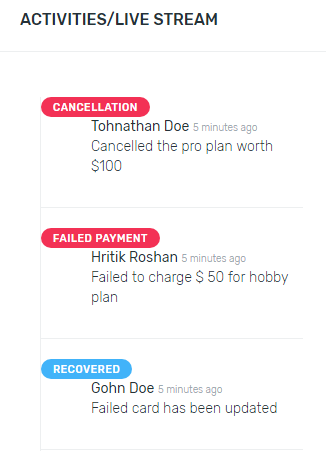 ACTIVITIES/LIVE STREAM
CANCELLATION
Tohnathan Doe 5 minutes ago
Cancelled the pro plan worth
$100
FAILED PAYMENT
Hritik Roshan 5 minutes ago
Failed to charge $ 50 for hobby
plan
RECOVERED
Gohn Doe 5 minutes ago
Failed card has been updated